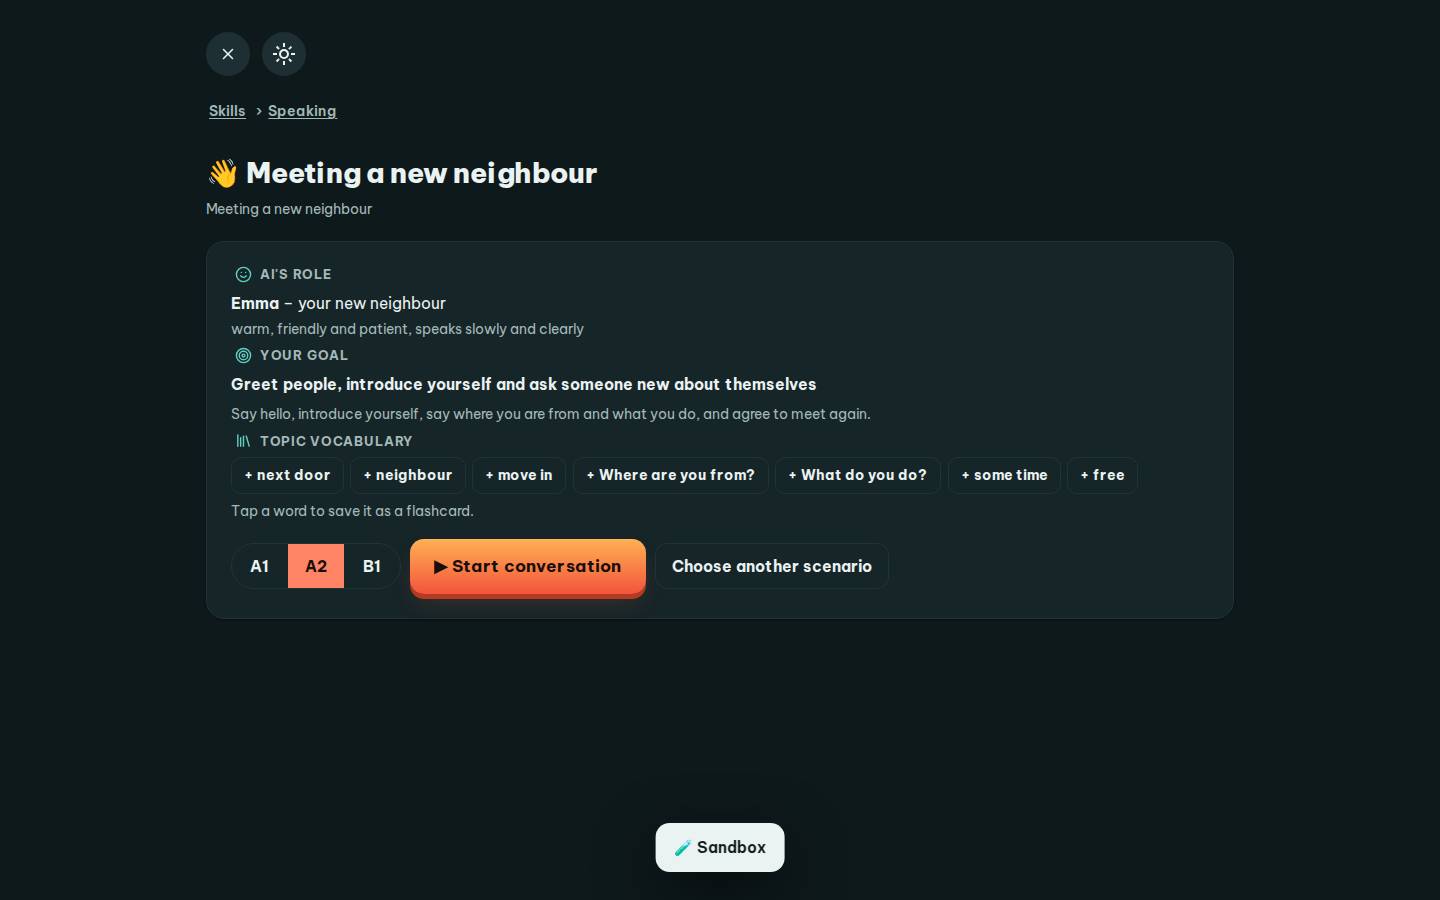 Skills › Speaking
👋 Meeting a new neighbour
Meeting a new neighbour
AI'S ROLE
Emma – your new neighbour
warm, friendly and patient, speaks slowly and clearly
YOUR GOAL
Greet people, introduce yourself and ask someone new about themselves
Say hello, introduce yourself, say where you are from and what you do, and agree to meet again.
TOPIC VOCABULARY
+ next door + neighbour + move in + Where are you from? + What do you do? + some time + free
Tap a word to save it as a flashcard.
A1 A2 B1 ▶ Start conversation Choose another scenario
🧪 Sandbox